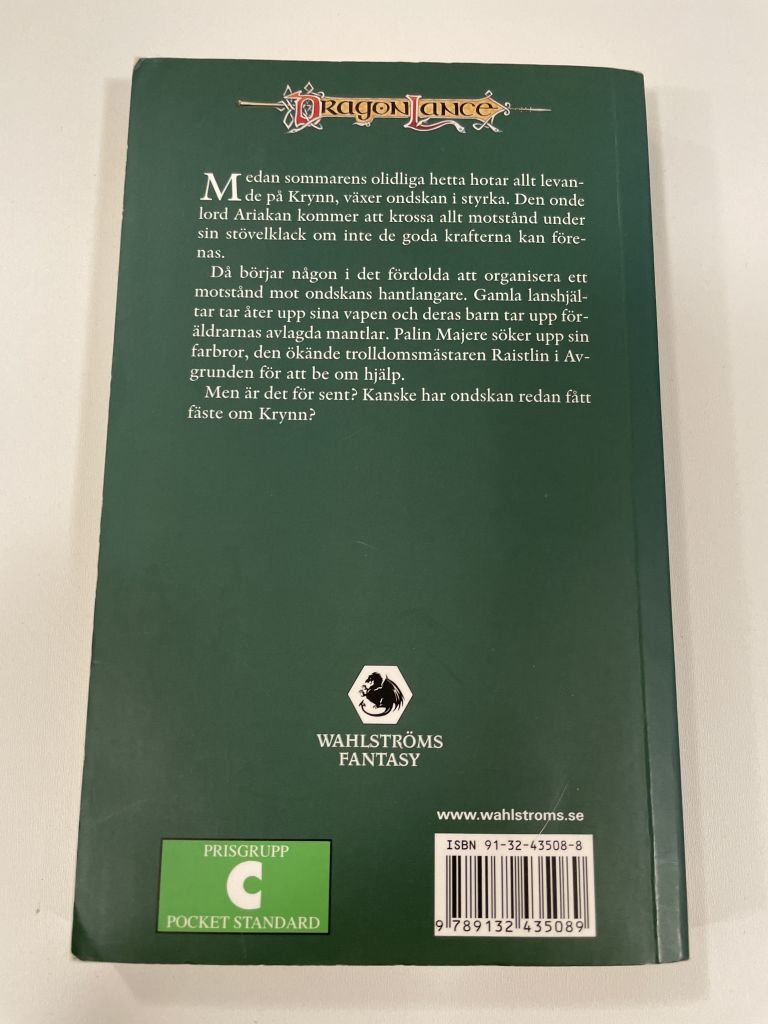 DRAGONLANCE
Medan sommarens olidliga hetta hotar allt levan-
de på Krynn, växer ondskan i styrka. Den onde
lord Ariakan kommer att krossa allt motstånd under
sin stövelklack om inte de goda krafterna kan före-
nas.
Då börjar någon i det fördolda att organisera ett
motstånd mot ondskans hantlangare. Gamla lanshjäl-
tar tar åter upp sina vapen och deras barn tar upp för-
äldrarnas avlagda mantlar. Palin Majere söker upp sin
farbror, den ökände trolldomsmästaren Raistlin i Av-
grunden för att be om hjälp.
Men är det för sent? Kanske har ondskan redan fått
fäste om Krynn?
WAHLSTRÖMS
FANTASY
www.wahlstroms.se
PRISGRUPP
C
POCKET STANDARD
ISBN 91-32-43508-8
9 789132 435089